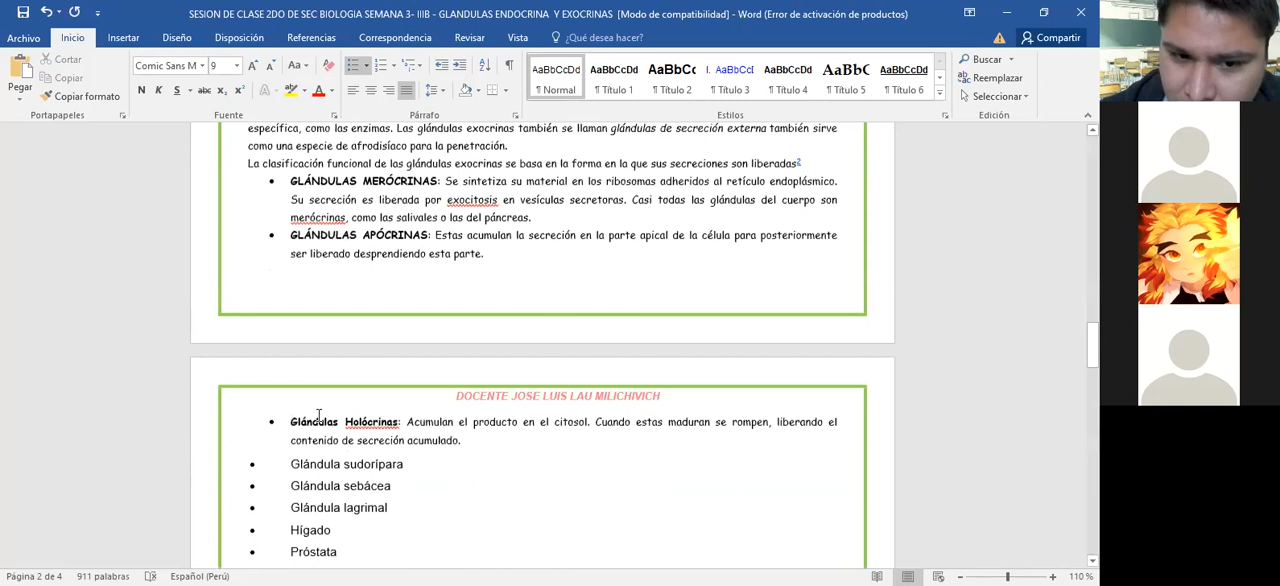 SESION DE CLASE 2DO DE SEC BIOLOGIA SEMANA 3- IIIB - GLANDULAS ENDOCRINA Y EXOCRINAS [Modo de compatibilidad] - Word (Error de activación de productos)
Archivo Inicio Insertar Diseño Disposición Referencias Correspondencia Revisar Vista ¿Qué desea hacer? Compartir
Pegar
Cortar
Copiar
Copiar formato
Portapapeles
Comic Sans M 9
N K S abc x₂ x²
Fuente
Párrafo
AaBbCcDd AaBbCcDd AaBbCc I. AaBbCcl AaBbCcDd AaBbC AaBbCcDd
¶ Normal ¶ Título 1 ¶ Título 2 ¶ Título 3 ¶ Título 4 ¶ Título 5 ¶ Título 6
Estilos
Buscar
Reemplazar
Seleccionar
Edición
específica, como las enzimas. Las glándulas exocrinas también se llaman glándulas de secreción externa también sirve
como una especie de afrodisíaco para la penetración.
La clasificación funcional de las glándulas exocrinas se basa en la forma en la que sus secreciones son liberadas2
• GLÁNDULAS MERÓCRINAS: Se sintetiza su material en los ribosomas adheridos al retículo endoplásmico.
Su secreción es liberada por exocitosis en vesículas secretoras. Casi todas las glándulas del cuerpo son
merócrinas, como las salivales o las del páncreas.
• GLÁNDULAS APÓCRINAS: Estas acumulan la secreción en la parte apical de la célula para posteriormente
ser liberado desprendiendo esta parte.
DOCENTE JOSE LUIS LAU MILICHIVICH
• Glándulas Holócrinas: Acumulan el producto en el citosol. Cuando estas maduran se rompen, liberando el
contenido de secreción acumulado.
• Glándula sudorípara
• Glándula sebácea
• Glándula lagrimal
• Hígado
• Próstata
Página 2 de 4 911 palabras Español (Perú) 110 %